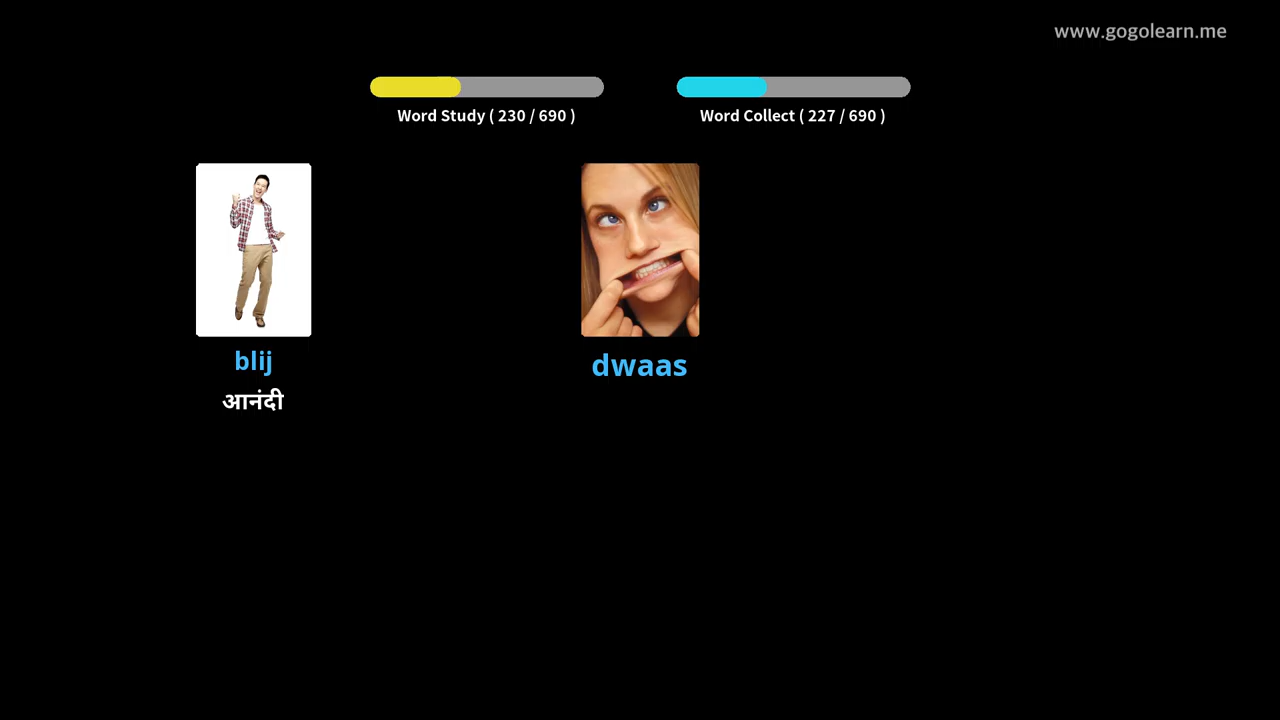 www.gogolearn.me
Word Study ( 230 / 690 )
Word Collect ( 227 / 690 )
blij
dwaas
आनंदी